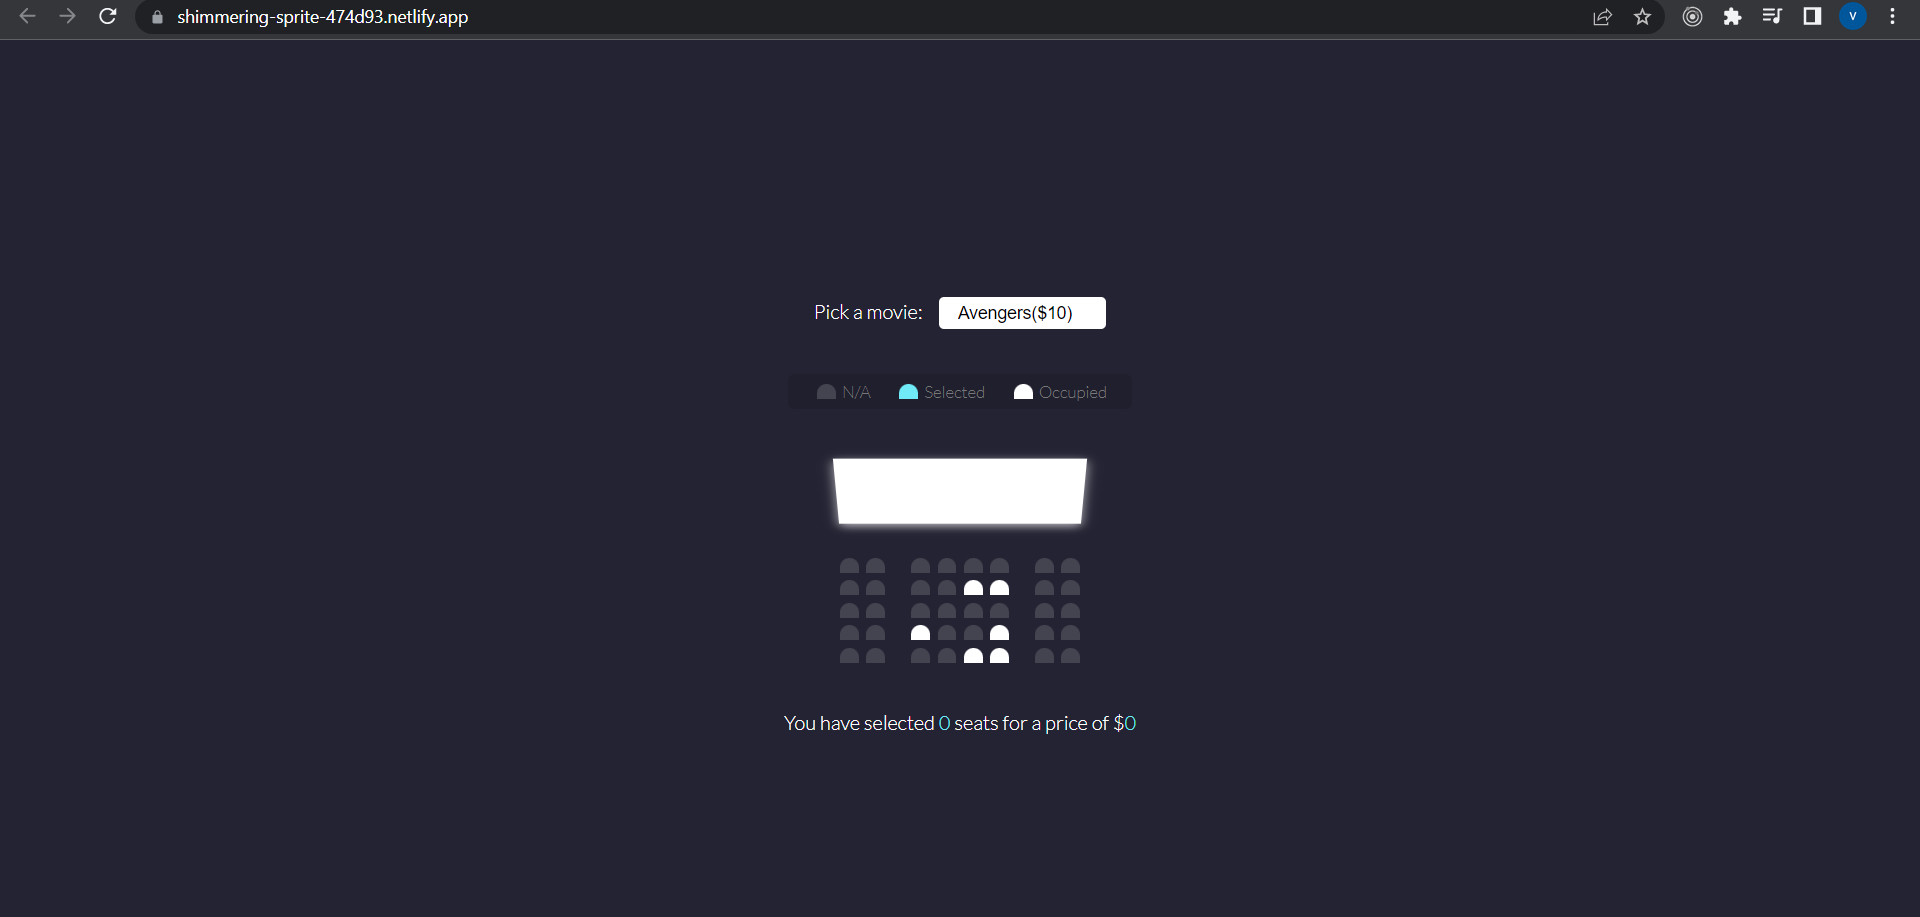 shimmering-sprite-474d93.netlify.app
V
Pick a movie: Avengers($10)
N/A Selected Occupied
You have selected 0 seats for a price of $0